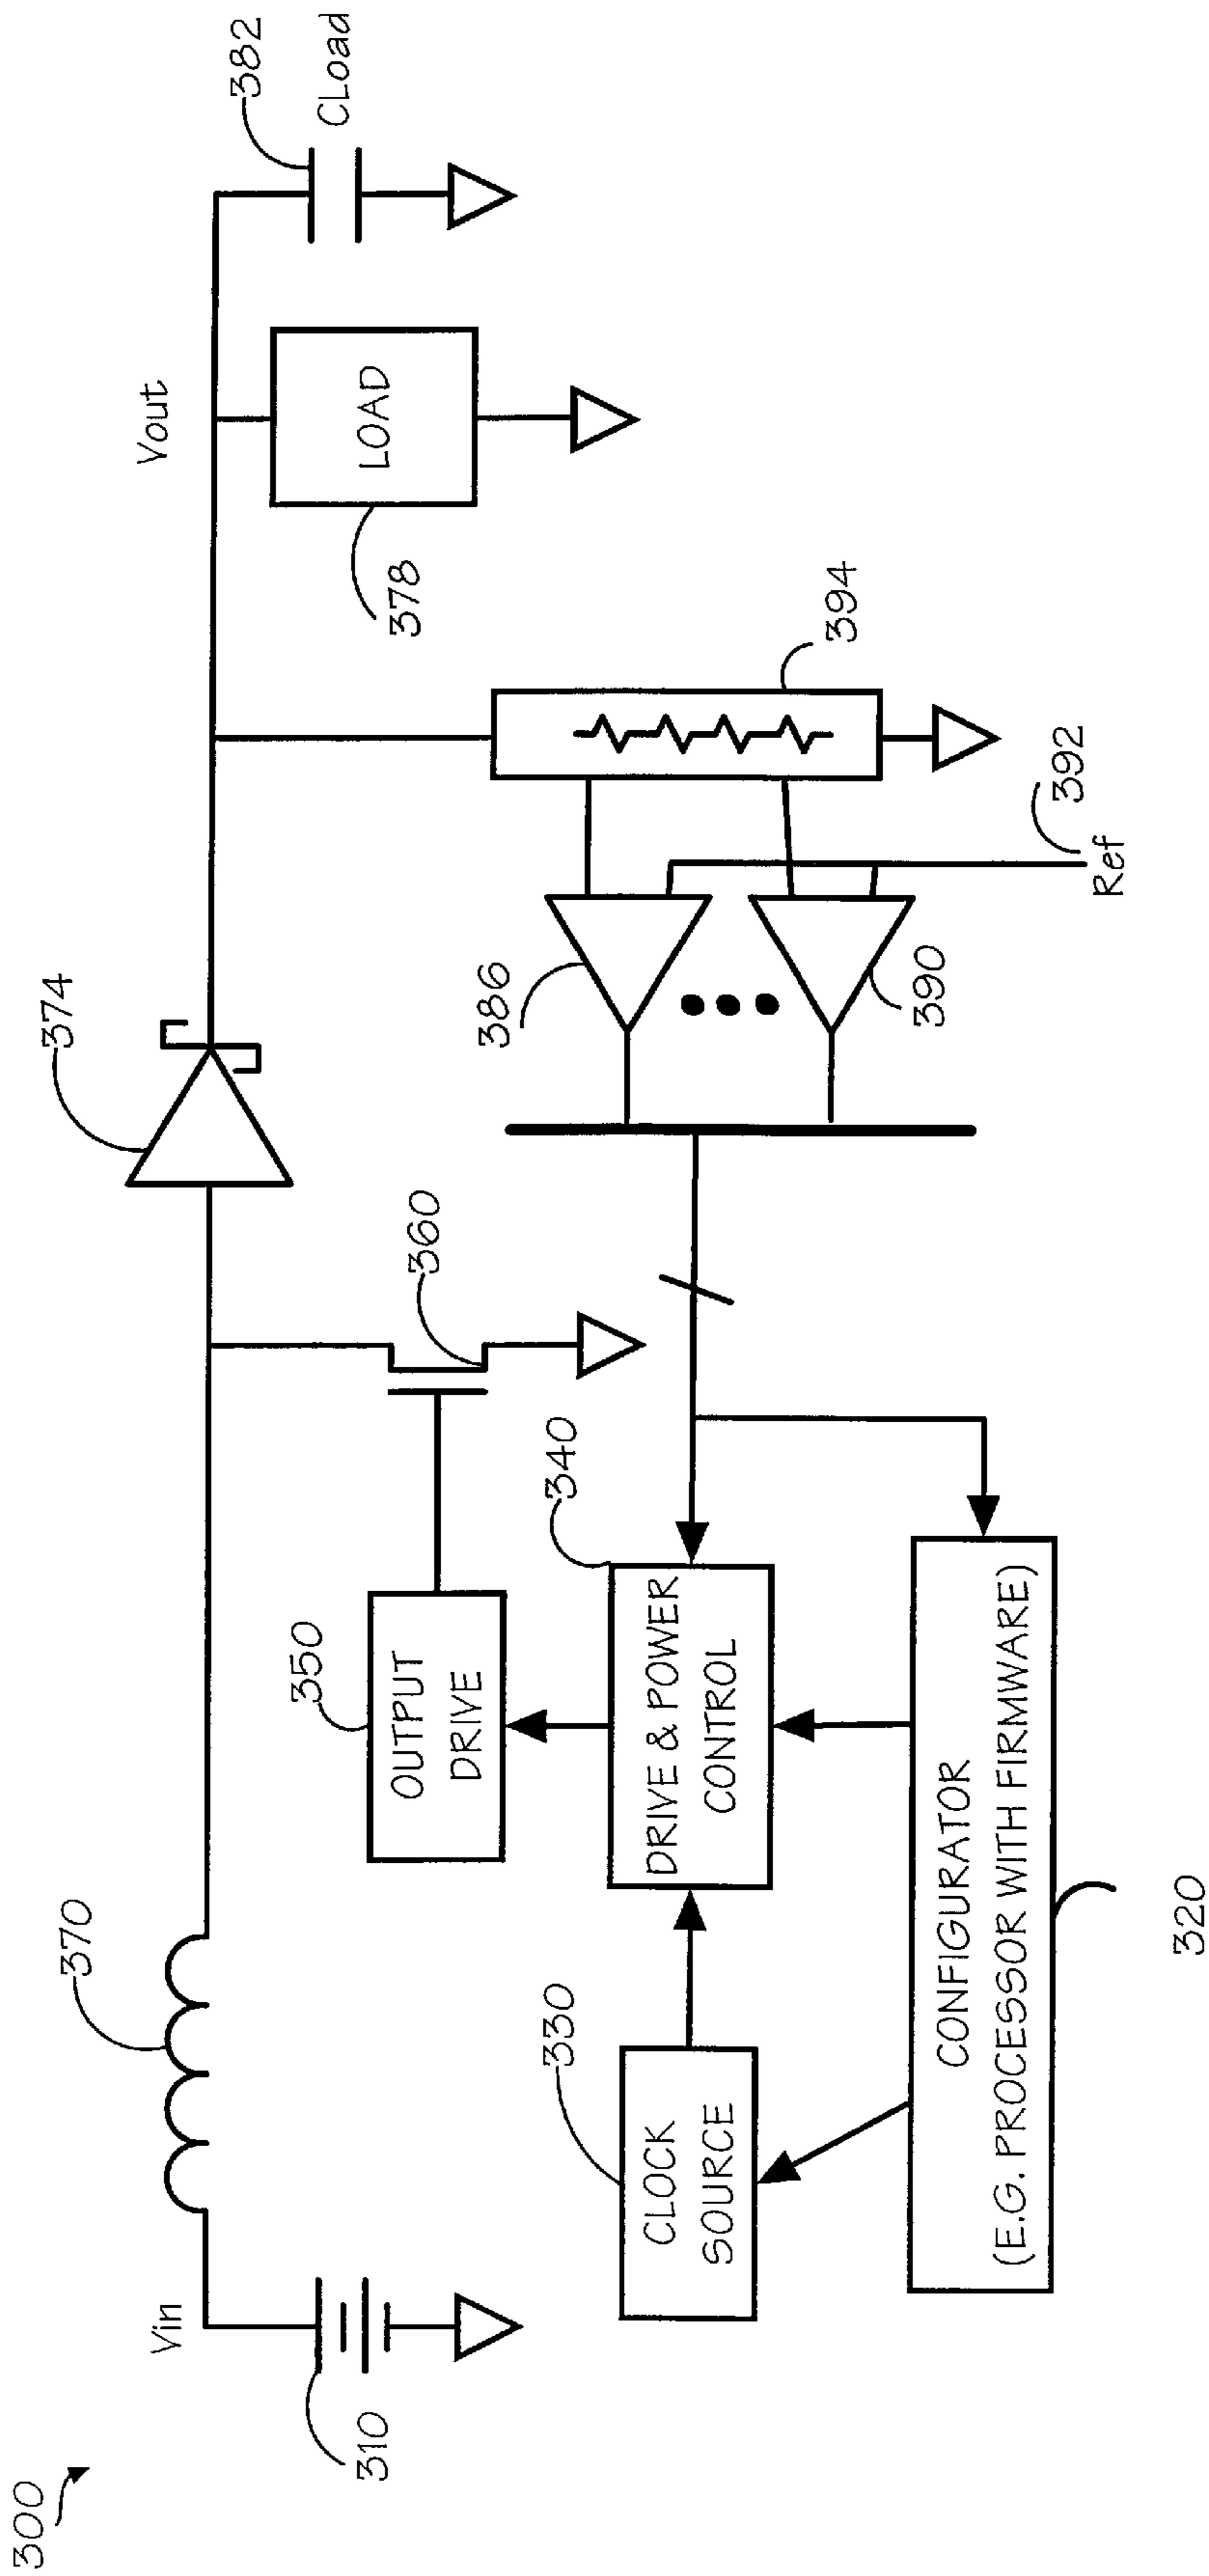 300
Vin
310
370
374
Vout
382
CLoad
LOAD
378
360
350
OUTPUT
DRIVE
340
DRIVE & POWER
CONTROL
330
CLOCK
SOURCE
386
390
394
392
Ref
CONFIGURATOR
(E.G. PROCESSOR WITH FIRMWARE)
320